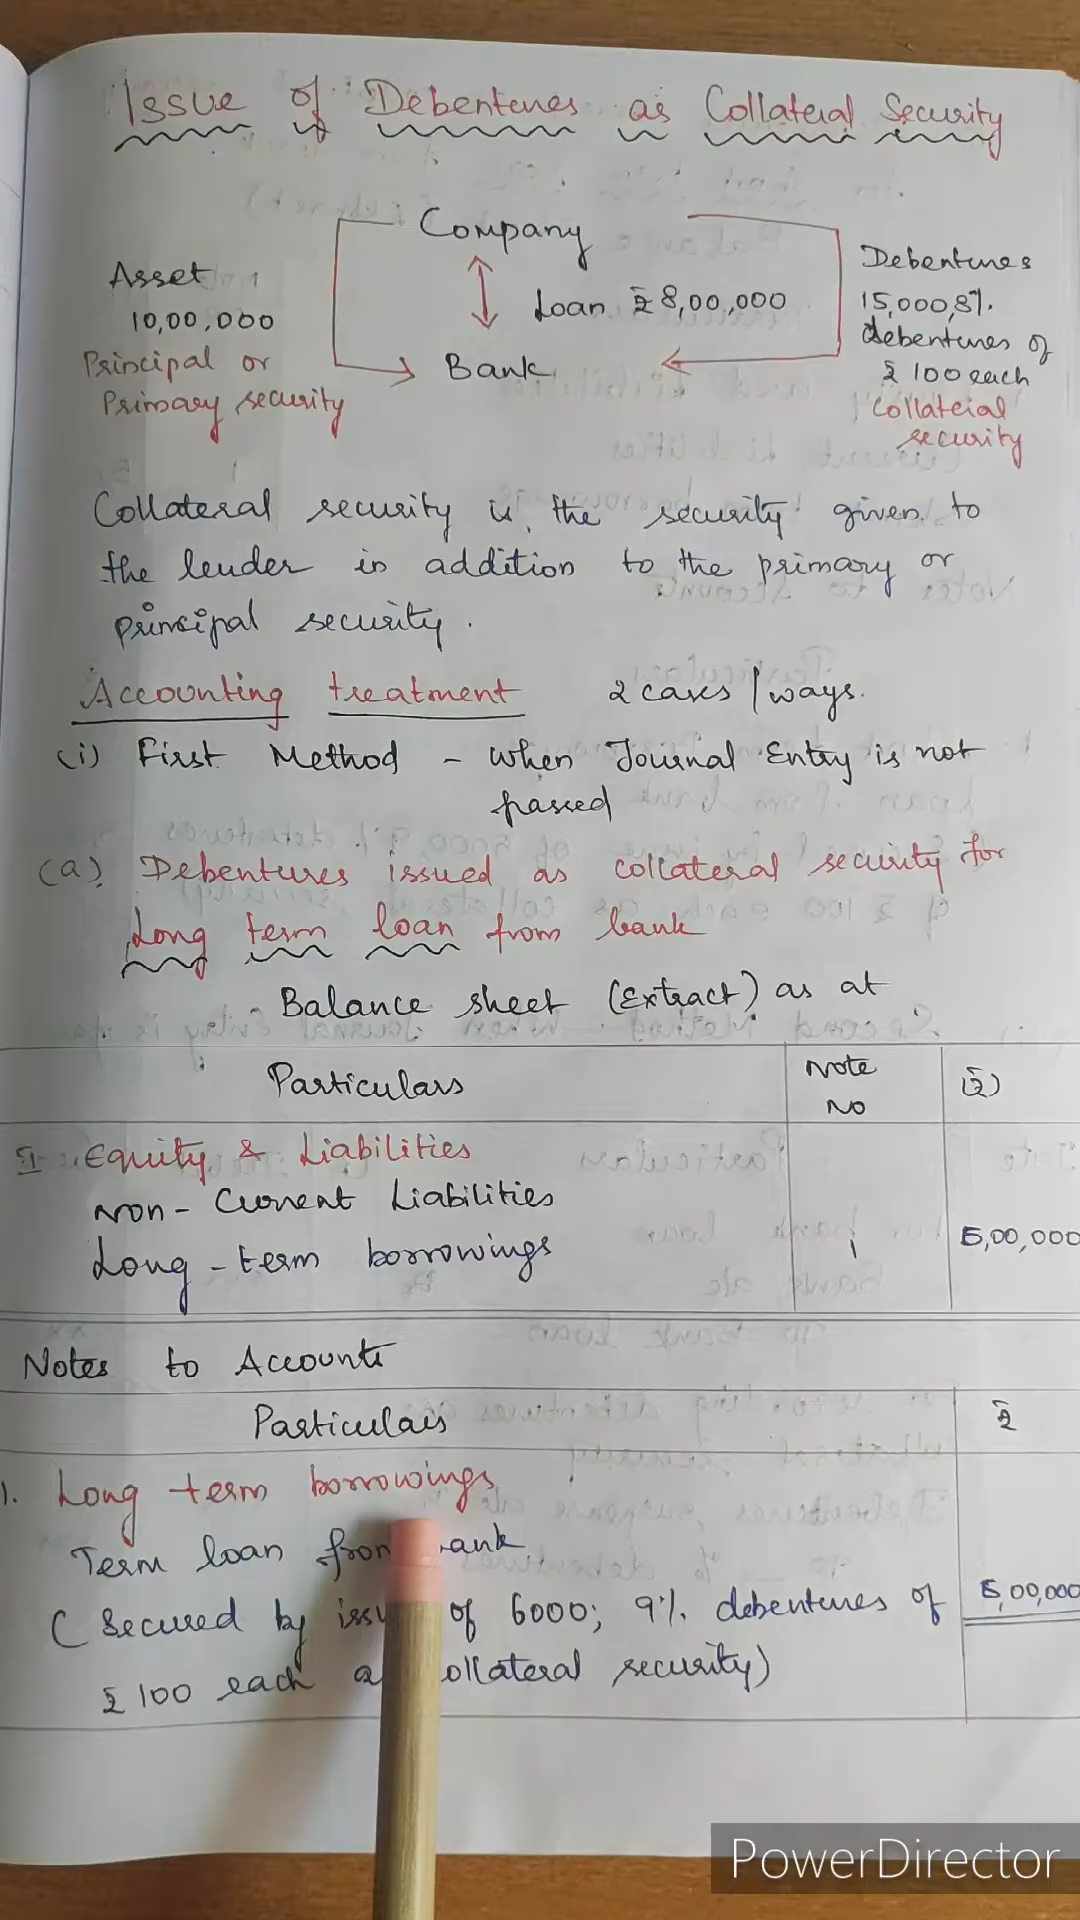 Issue of Debentures as Collateral Security
Company
Asset
10,00,000
Principal or
Primary security
Loan ₹ 8,00,000
Bank
Debentures
15,000, 8%
debentures of
₹ 100 each
Collateral
security
Collateral security is the security given to
the lender in addition to the primary or
principal security.
Accounting treatment 2 cases / ways.
(i) First Method - When Journal Entry is not
passed
(a) Debentures issued as collateral security for
Long term loan from bank
Balance sheet (Extract) as at
Particulars Note No (₹)
I Equity & Liabilities
Non-Current Liabilities
Long-term borrowings 1 5,00,000
Notes to Accounts
Particulars ₹
1. Long term borrowings
Term loan from bank
(Secured by issue of 6000; 9% debentures of 5,00,000
₹ 100 each as collateral security)
PowerDirector